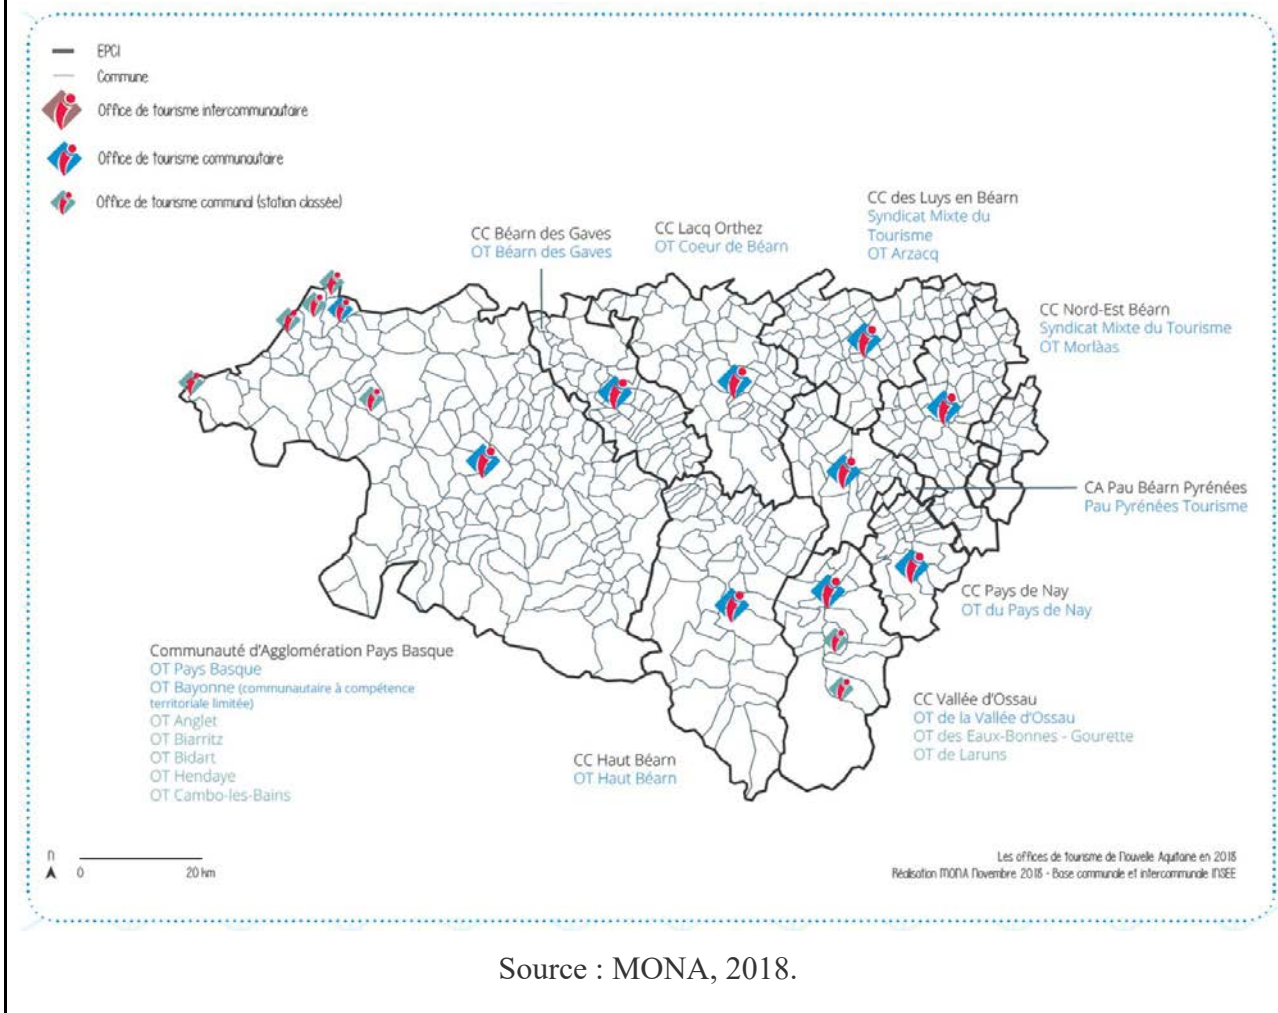 EPCI
Commune
Office de tourisme intercommunautaire
Office de tourisme communautaire
Office de tourisme communal (station classée)
CC Béarn des Gaves
OT Béarn des Gaves
CC Lacq Orthez
OT Coeur de Béarn
CC des Luys en Béarn
Syndicat Mixte du
Tourisme
OT Arzacq
CC Nord-Est Béarn
Syndicat Mixte du Tourisme
OT Morlàas
CA Pau Béarn Pyrénées
Pau Pyrénées Tourisme
CC Pays de Nay
OT du Pays de Nay
Communauté d'Agglomération Pays Basque
OT Pays Basque
OT Bayonne (communautaire à compétence
territoriale limitée)
OT Anglet
OT Biarritz
OT Bidart
OT Hendaye
OT Cambo-les-Bains
CC Haut Béarn
OT Haut Béarn
CC Vallée d'Ossau
OT de la Vallée d'Ossau
OT des Eaux-Bonnes - Gourette
OT de Laruns
n
0 20 km
Les offices de tourisme de Nouvelle Aquitaine en 2018
Réalisation MONA Novembre 2018 - Base communale et intercommunale INSEE
Source : MONA, 2018.